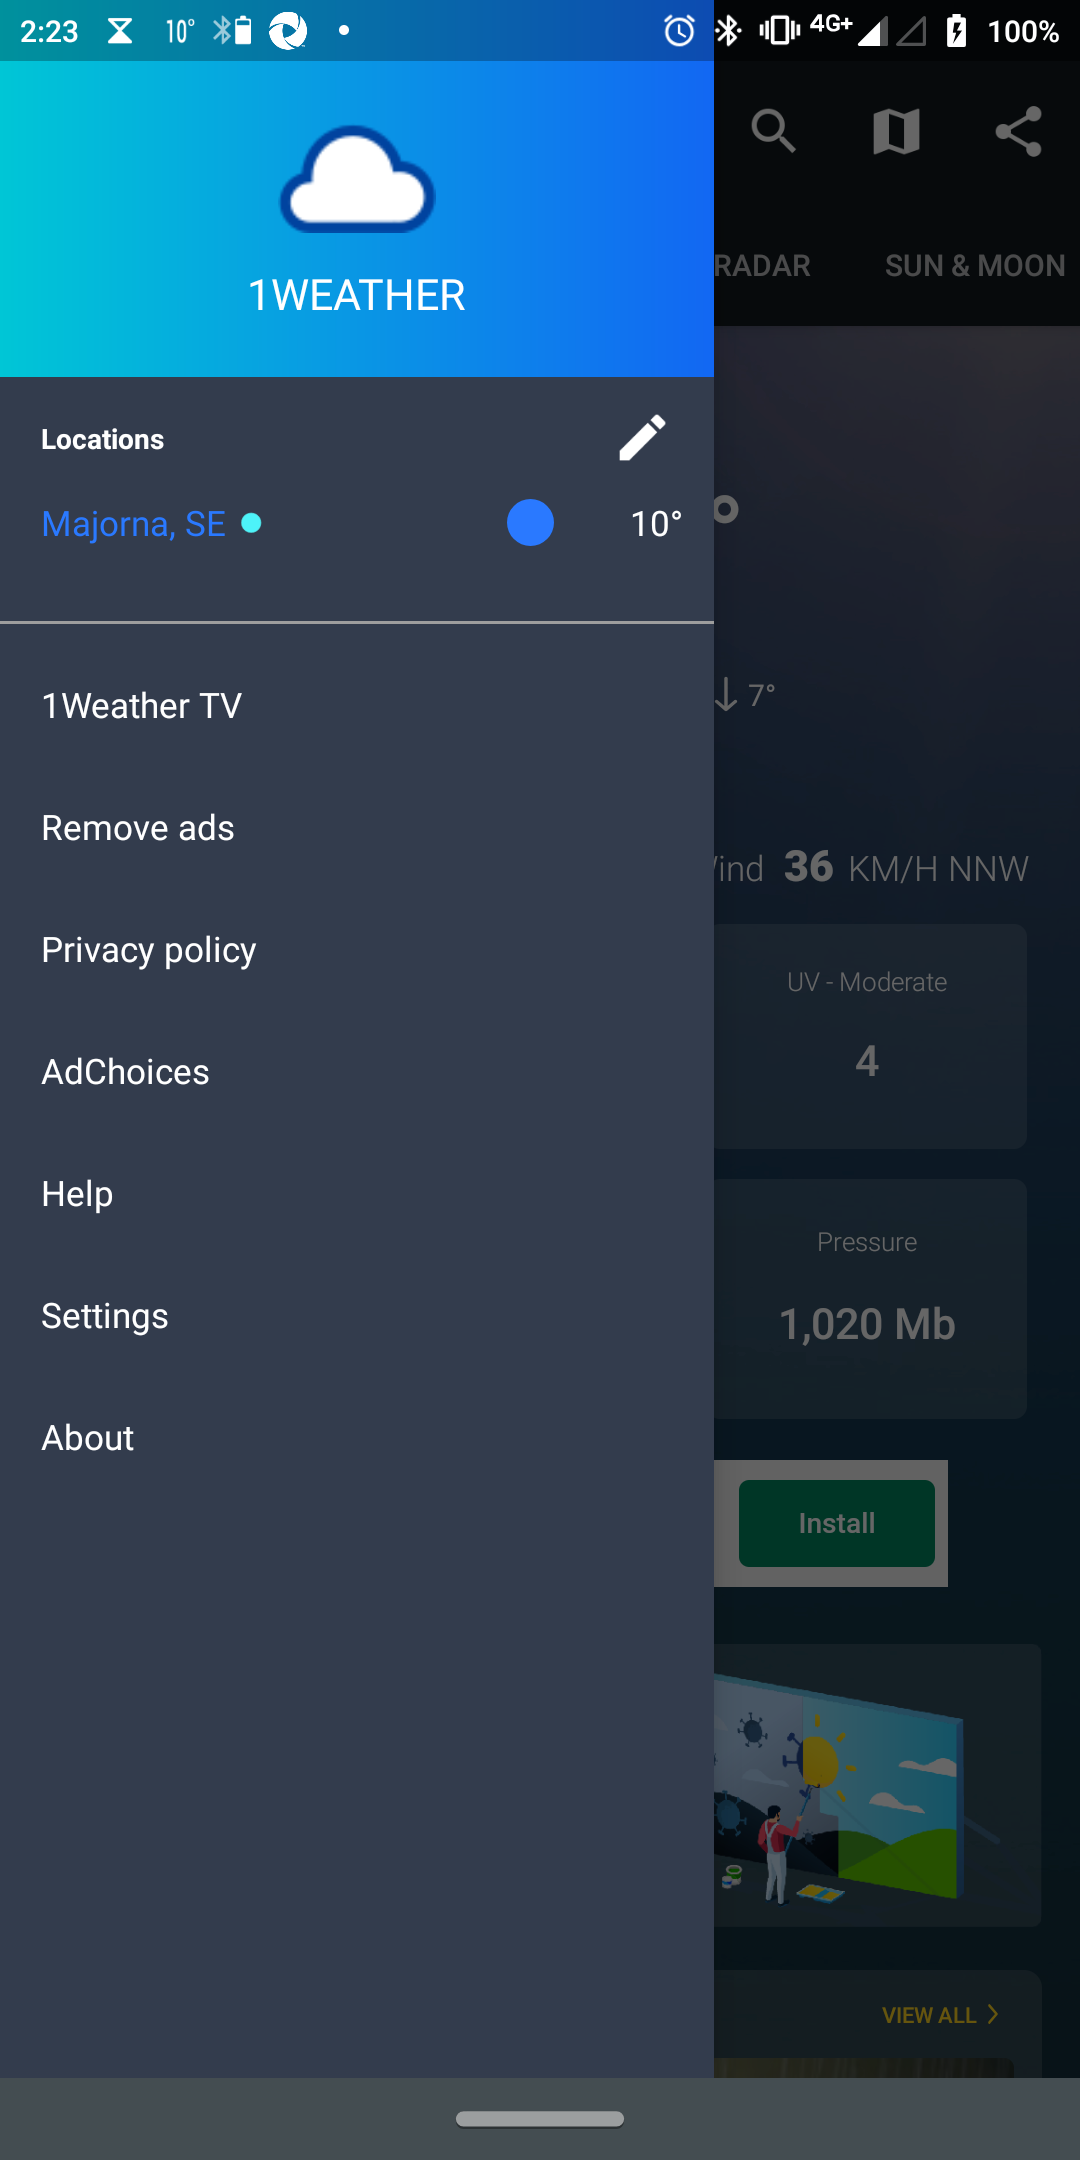 2:23 10° 4G+ 100%
1WEATHER
RADAR SUN & MOON
Locations
Majorna, SE 10°
7°
1Weather TV
Remove ads
36 KM/H NNW
Privacy policy
UV - Moderate
4
AdChoices
Help
Pressure
1,020 Mb
Settings
About
Install
VIEW ALL